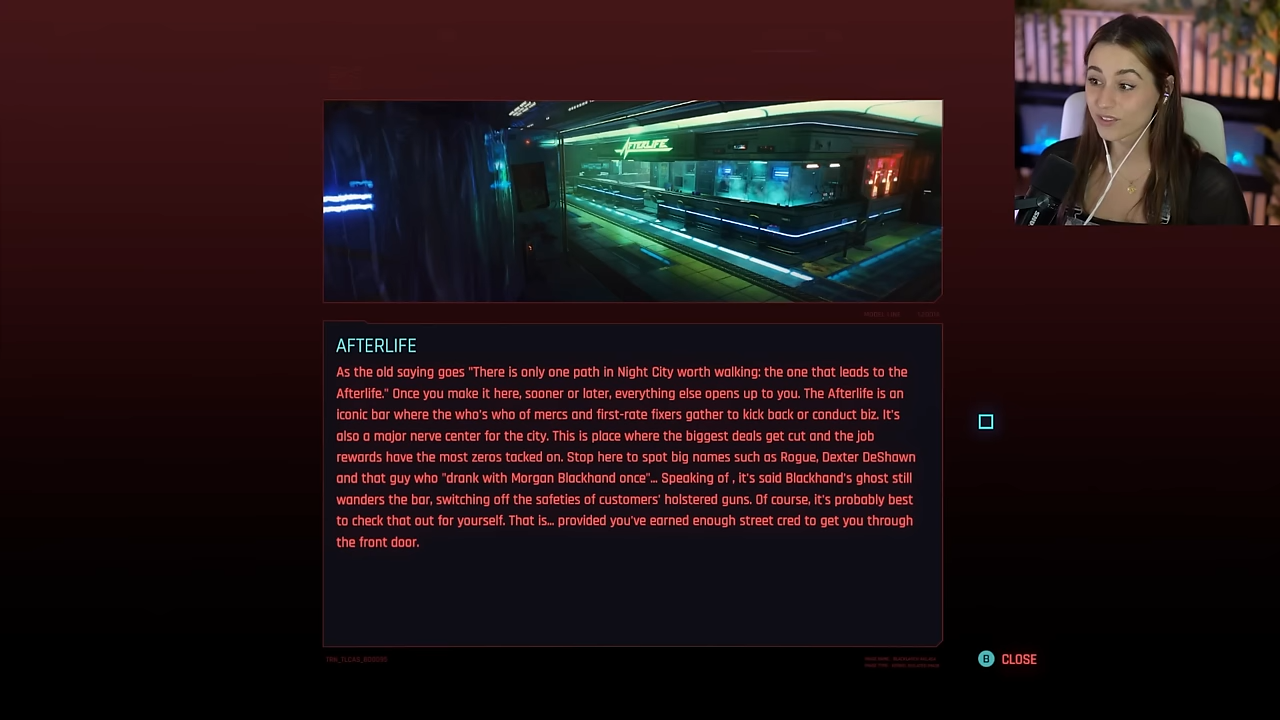 AFTERLIFE
AFTERLIFE
As the old saying goes "There is only one path in Night City worth walking: the one that leads to the
Afterlife." Once you make it here, sooner or later, everything else opens up to you. The Afterlife is an
iconic bar where the who's who of mercs and first-rate fixers gather to kick back or conduct biz. It's
also a major nerve center for the city. This is place where the biggest deals get cut and the job
rewards have the most zeros tacked on. Stop here to spot big names such as Rogue, Dexter DeShawn
and that guy who "drank with Morgan Blackhand once"... Speaking of , it's said Blackhand's ghost still
wanders the bar, switching off the safeties of customers' holstered guns. Of course, it's probably best
to check that out for yourself. That is... provided you've earned enough street cred to get you through
the front door.
B CLOSE